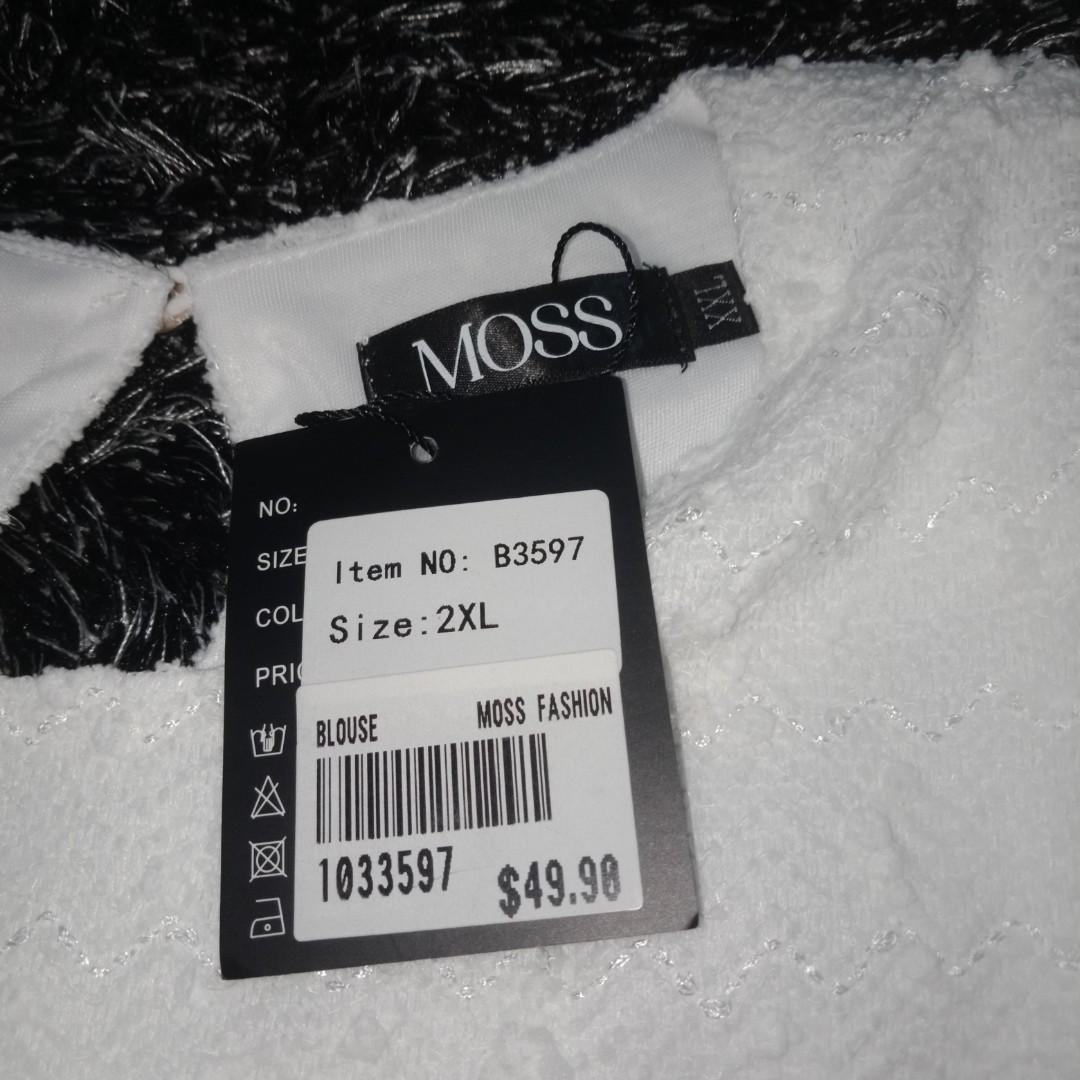 MOSS
XXL
NO:
SIZE
COL
PRIC
Item NO: B3597
Size:2XL
BLOUSE MOSS FASHION
1033597
$49.90